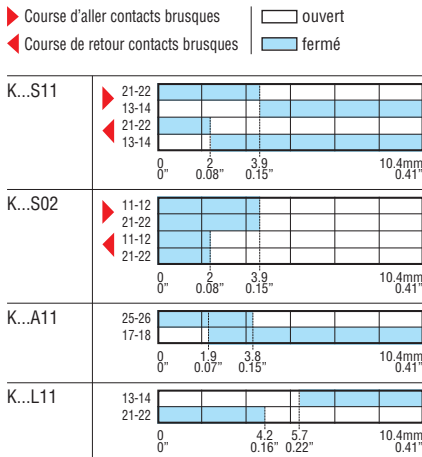 Course d'aller contacts brusques ouvert
Course de retour contacts brusques fermé
K...S11
21-22
13-14
21-22
13-14
0 2 3.9 10.4mm
0" 0.08" 0.15" 0.41"
K...S02
11-12
21-22
11-12
21-22
0 2 3.9 10.4mm
0" 0.08" 0.15" 0.41"
K...A11
25-26
17-18
0 1.9 3.8 10.4mm
0" 0.07" 0.15" 0.41"
K...L11
13-14
21-22
0 4.2 5.7 10.4mm
0" 0.16" 0.22" 0.41"